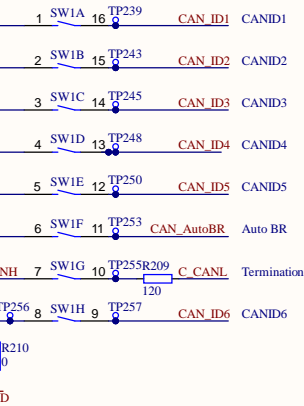 1 SW1A 16 TP239 CAN_ID1 CANID1
2 SW1B 15 TP243 CAN_ID2 CANID2
3 SW1C 14 TP245 CAN_ID3 CANID3
4 SW1D 13 TP248 CAN_ID4 CANID4
5 SW1E 12 TP250 CAN_ID5 CANID5
6 SW1F 11 TP253 CAN_AutoBR Auto BR
NH 7 SW1G 10 TP255 R209 C_CANL Termination
120
TP256 8 SW1H 9 TP257 CAN_ID6 CANID6
R210
0
D